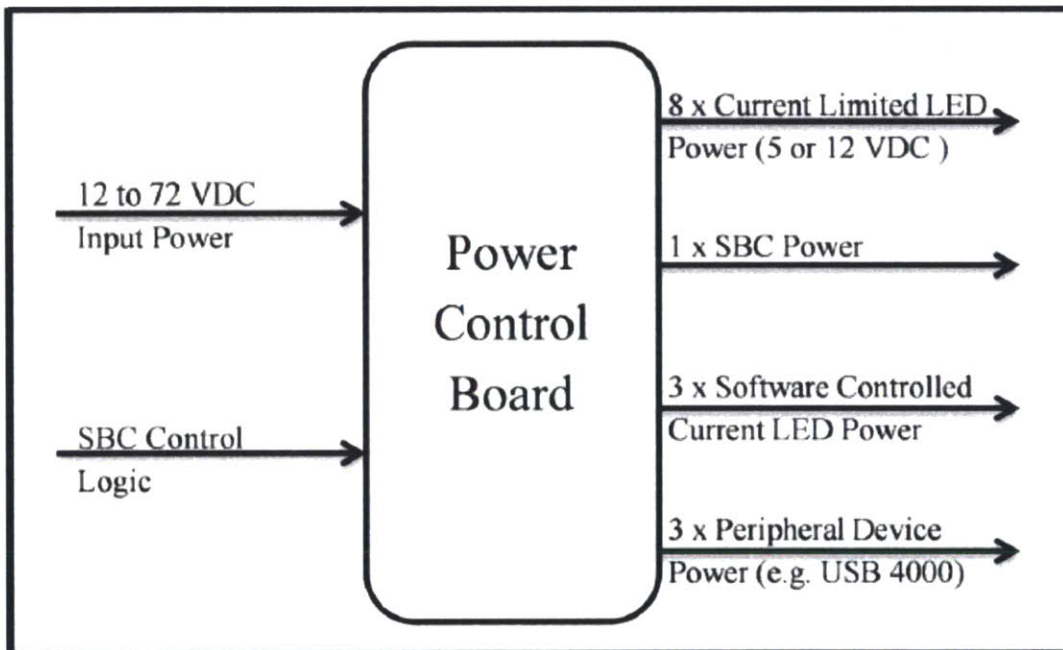 12 to 72 VDC
Input Power
SBC Control
Logic
Power
Control
Board
8 x Current Limited LED
Power (5 or 12 VDC )
1 x SBC Power
3 x Software Controlled
Current LED Power
3 x Peripheral Device
Power (e.g. USB 4000)